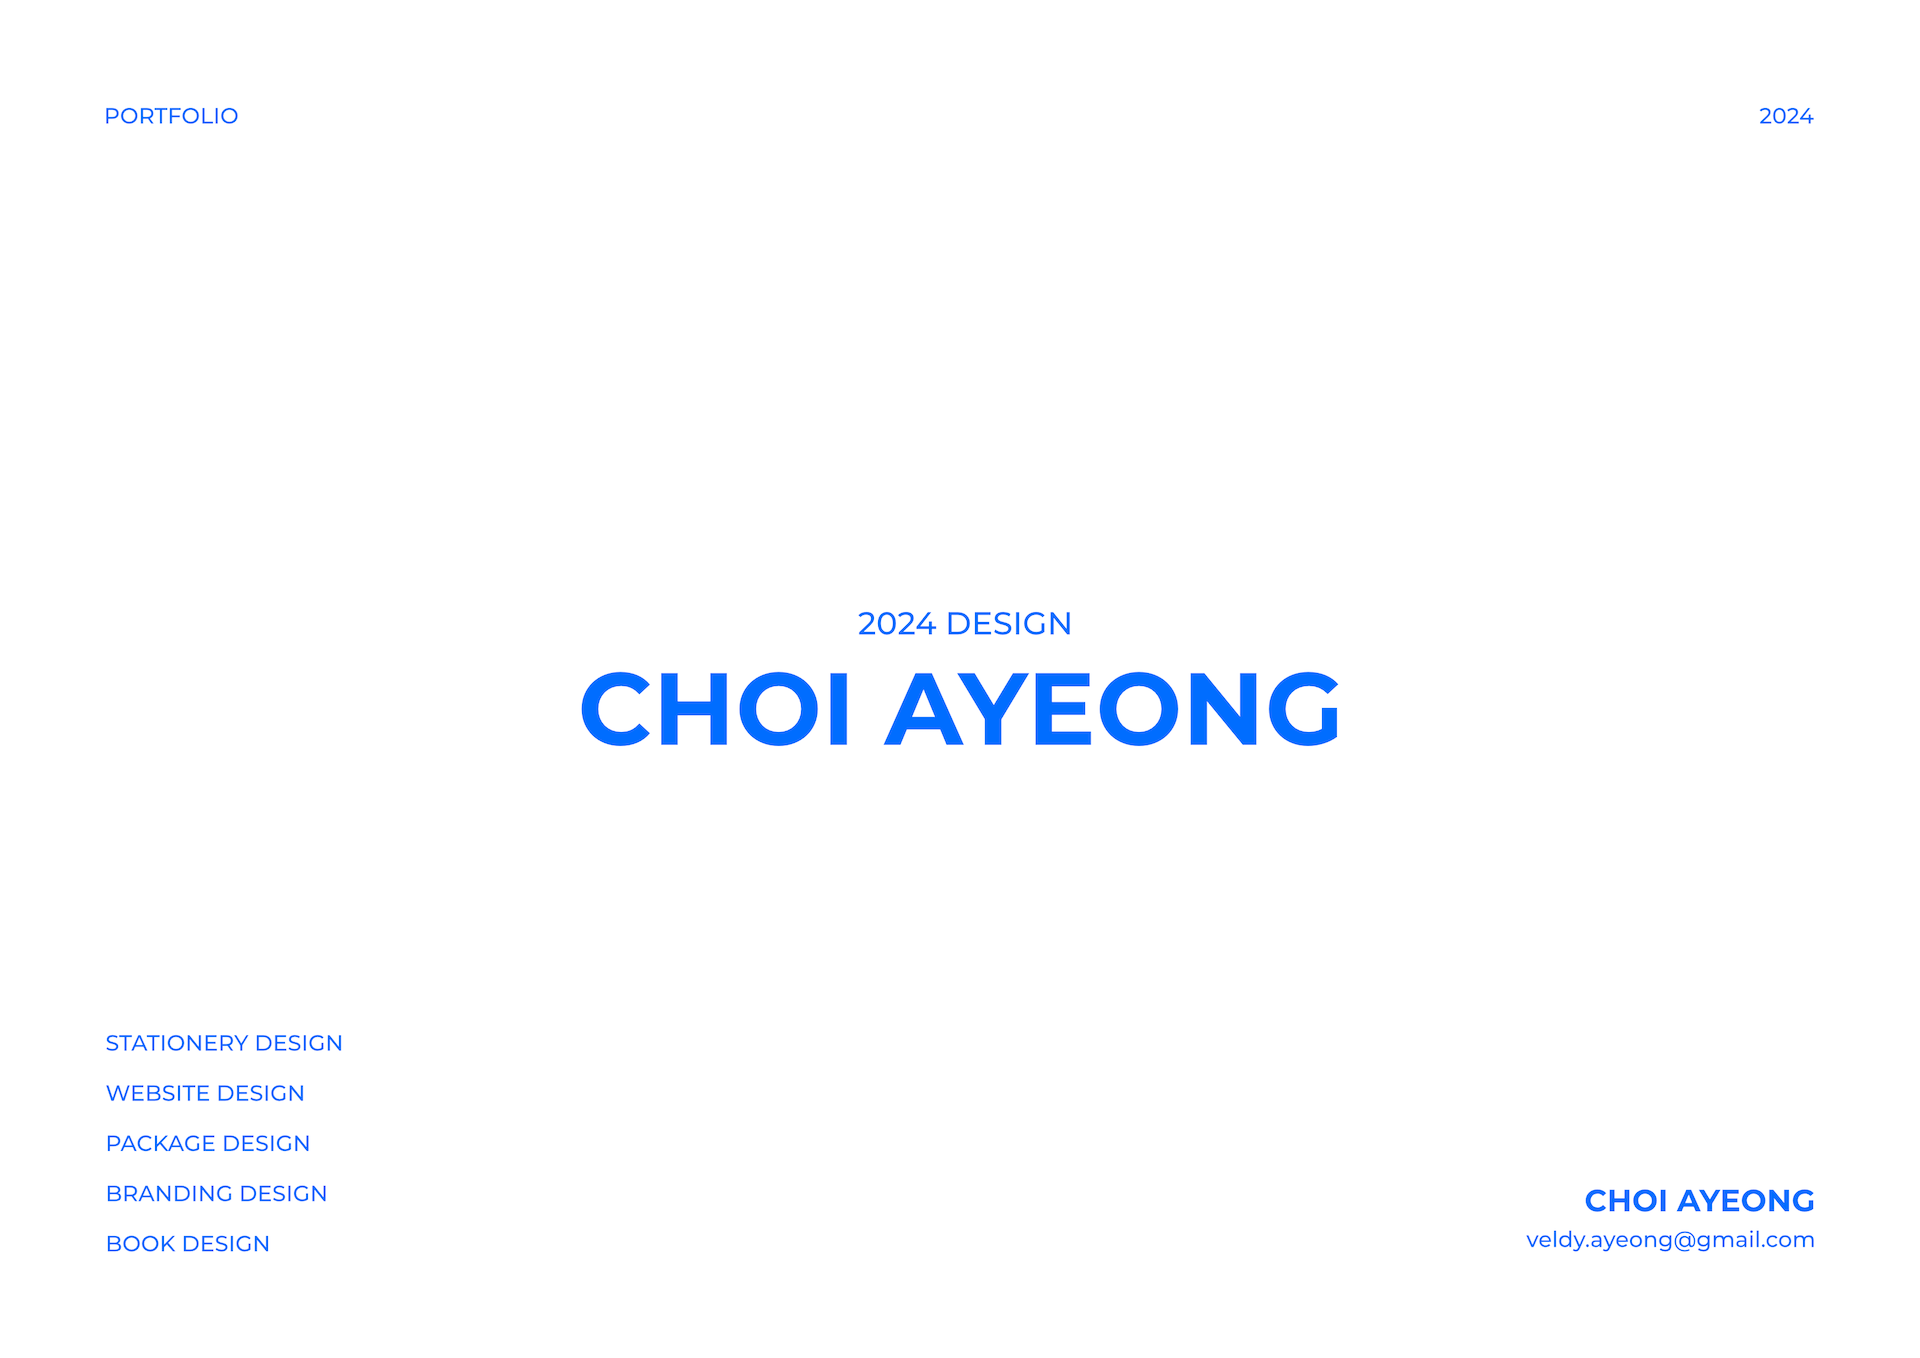 PORTFOLIO
2024
2024 DESIGN
CHOI AYEONG
STATIONERY DESIGN
WEBSITE DESIGN
PACKAGE DESIGN
BRANDING DESIGN
BOOK DESIGN
CHOI AYEONG
veldy.ayeong@gmail.com